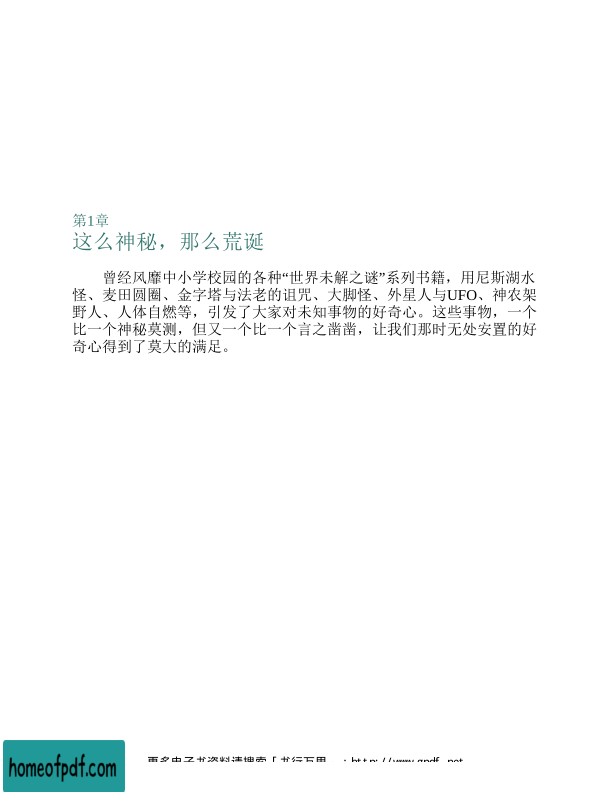 第1章
这么神秘，那么荒诞
曾经风靡中小学校园的各种“世界未解之谜”系列书籍，用尼斯湖水
怪、麦田圆圈、金字塔与法老的诅咒、大脚怪、外星人与UFO、神农架
野人、人体自燃等，引发了大家对未知事物的好奇心。这些事物，一个
比一个神秘莫测，但又一个比一个言之凿凿，让我们那时无处安置的好
奇心得到了莫大的满足。
homeofpdf.com
更多电子书资料请搜索「书行万里